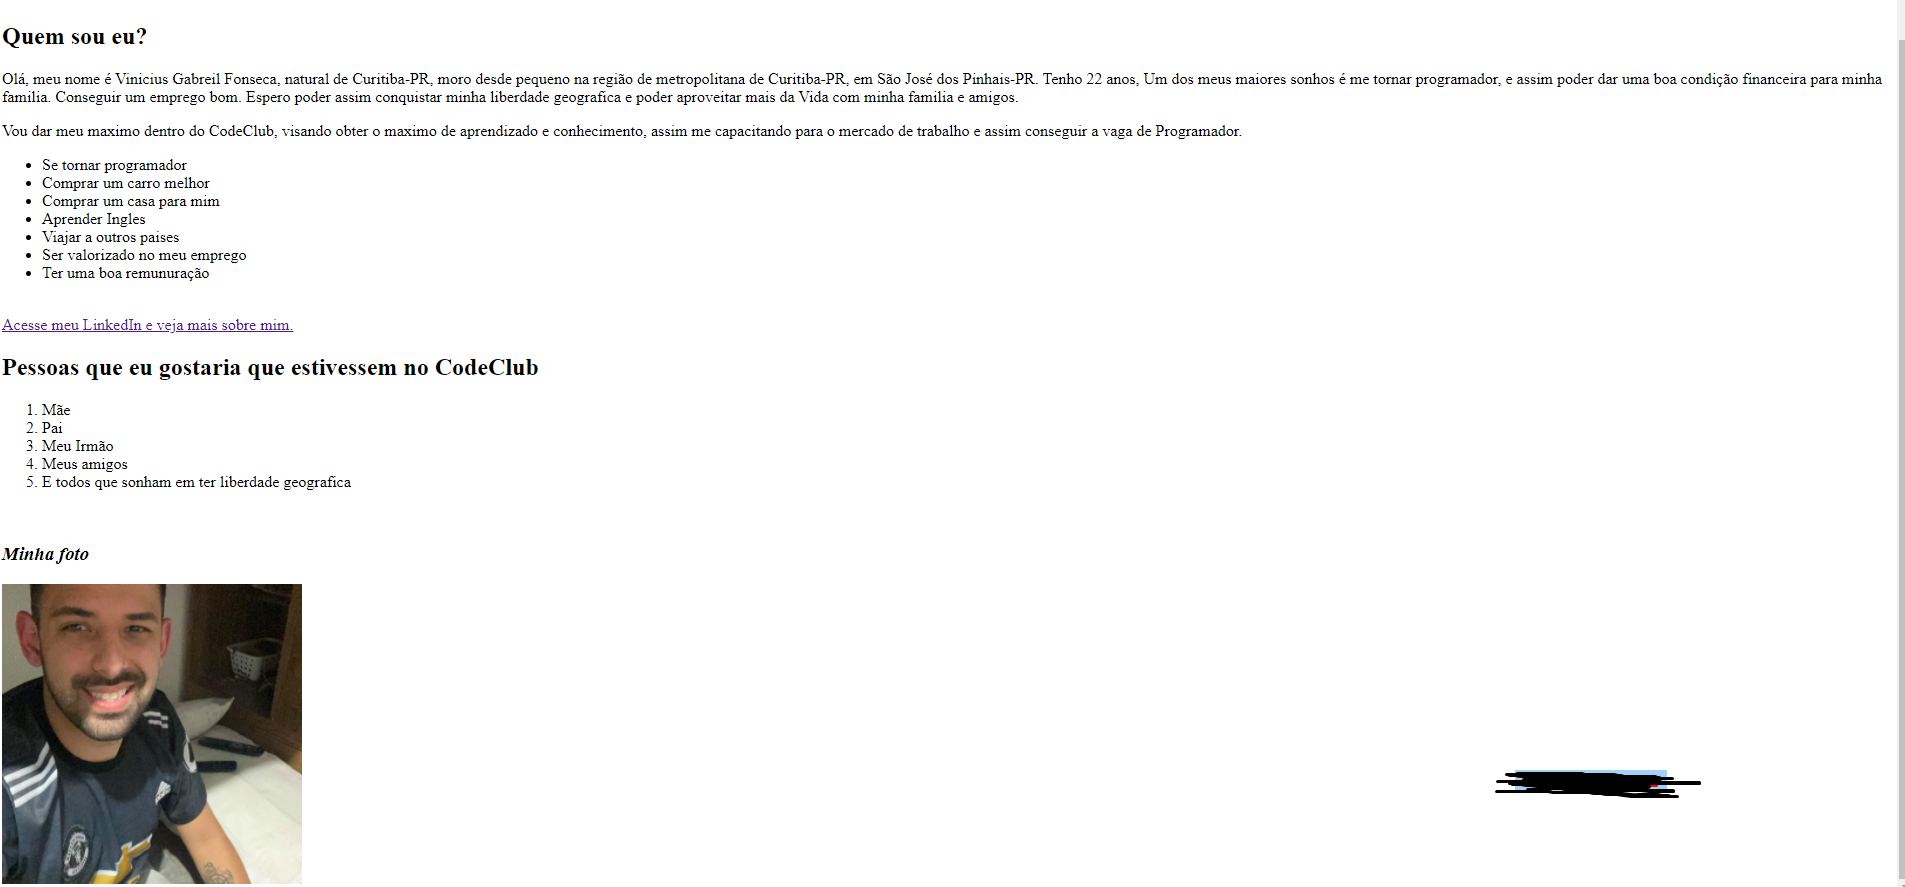 Quem sou eu?
Olá, meu nome é Vinicius Gabreil Fonseca, natural de Curitiba-PR, moro desde pequeno na região de metropolitana de Curitiba-PR, em São José dos Pinhais-PR. Tenho 22 anos, Um dos meus maiores sonhos é me tornar programador, e assim poder dar uma boa condição financeira para minha
familia. Conseguir um emprego bom. Espero poder assim conquistar minha liberdade geografica e poder aproveitar mais da Vida com minha familia e amigos.
Vou dar meu maximo dentro do CodeClub, visando obter o maximo de aprendizado e conhecimento, assim me capacitando para o mercado de trabalho e assim conseguir a vaga de Programador.
• Se tornar programador
• Comprar um carro melhor
• Comprar um casa para mim
• Aprender Ingles
• Viajar a outros paises
• Ser valorizado no meu emprego
• Ter uma boa remunuração
Acesse meu LinkedIn e veja mais sobre mim.
Pessoas que eu gostaria que estivessem no CodeClub
1. Mãe
2. Pai
3. Meu Irmão
4. Meus amigos
5. E todos que sonham em ter liberdade geografica
Minha foto